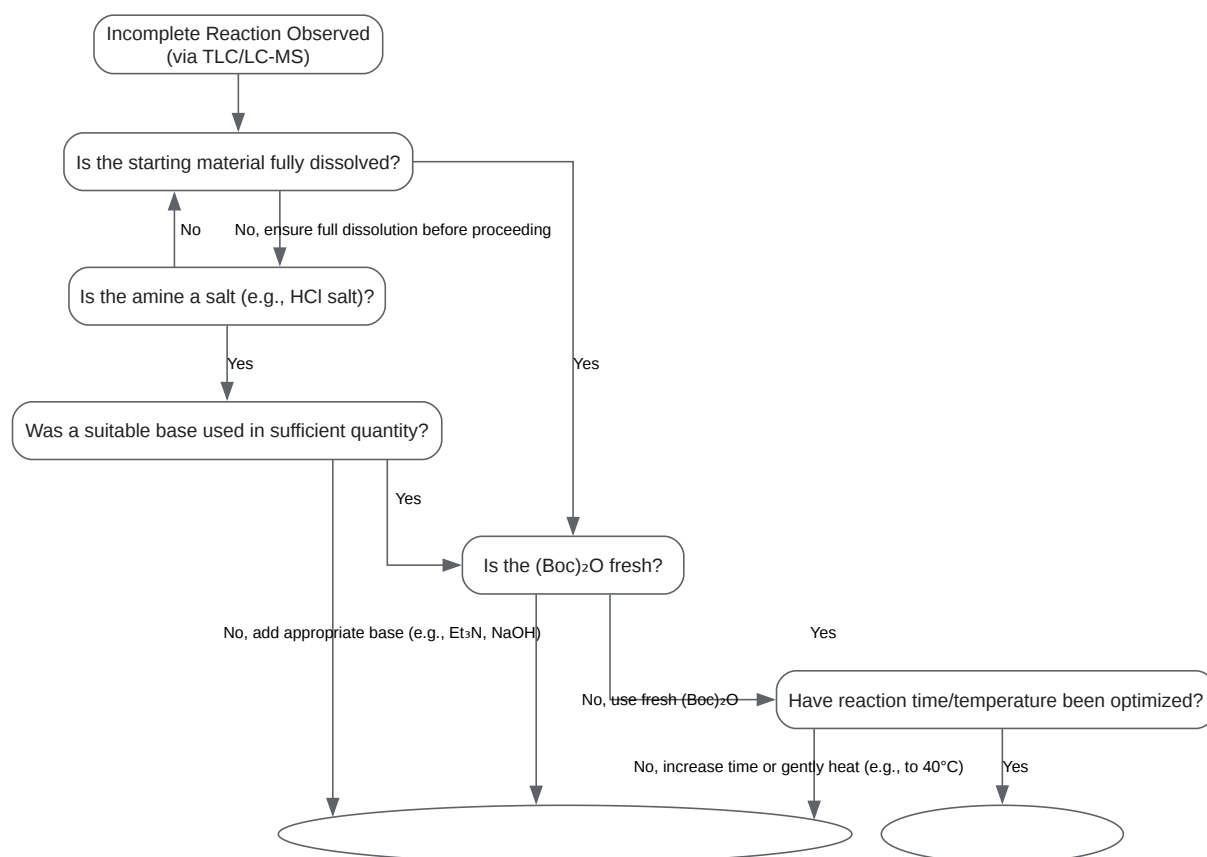 Incomplete Reaction Observed
(via TLC/LC-MS)
Is the starting material fully dissolved?
No
No, ensure full dissolution before proceeding
Is the amine a salt (e.g., HCl salt)?
Yes
Yes
Was a suitable base used in sufficient quantity?
Yes
Is the (Boc)₂O fresh?
No, add appropriate base (e.g., Et₃N, NaOH)
Yes
No, use fresh (Boc)₂O
Have reaction time/temperature been optimized?
No, increase time or gently heat (e.g., to 40°C)
Yes